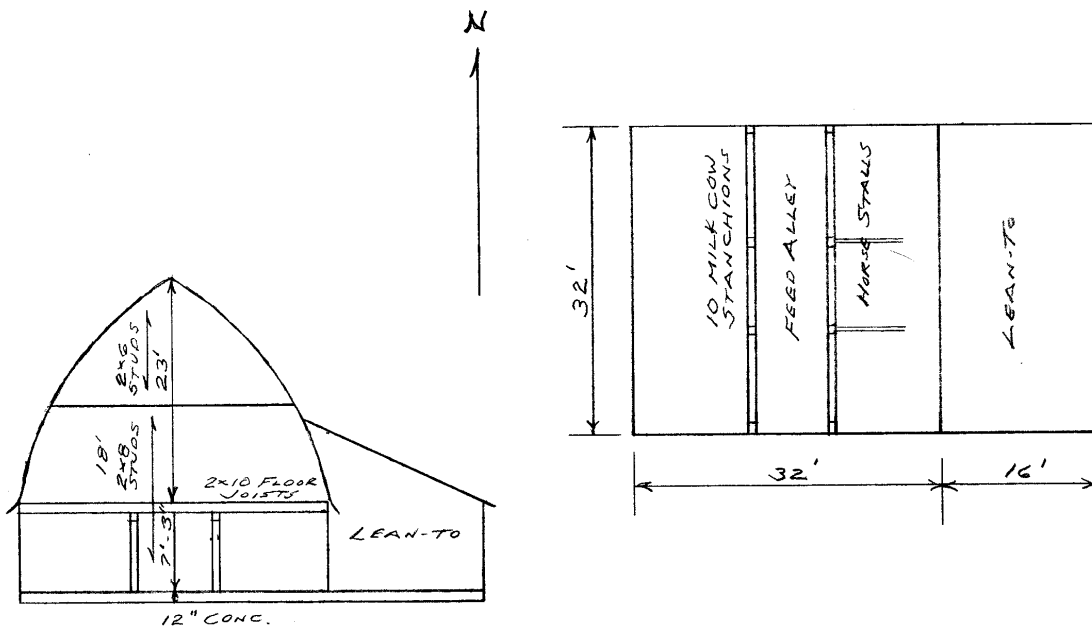 N
2x6
STUDS
23'
18'
2x8
STUDS
2x10 FLOOR
JOISTS
7'-3"
LEAN-TO
12" CONC.
32'
10 MILK COW
STANCHIONS
FEED ALLEY
HORSE STALLS
LEAN-TO
32'
16'